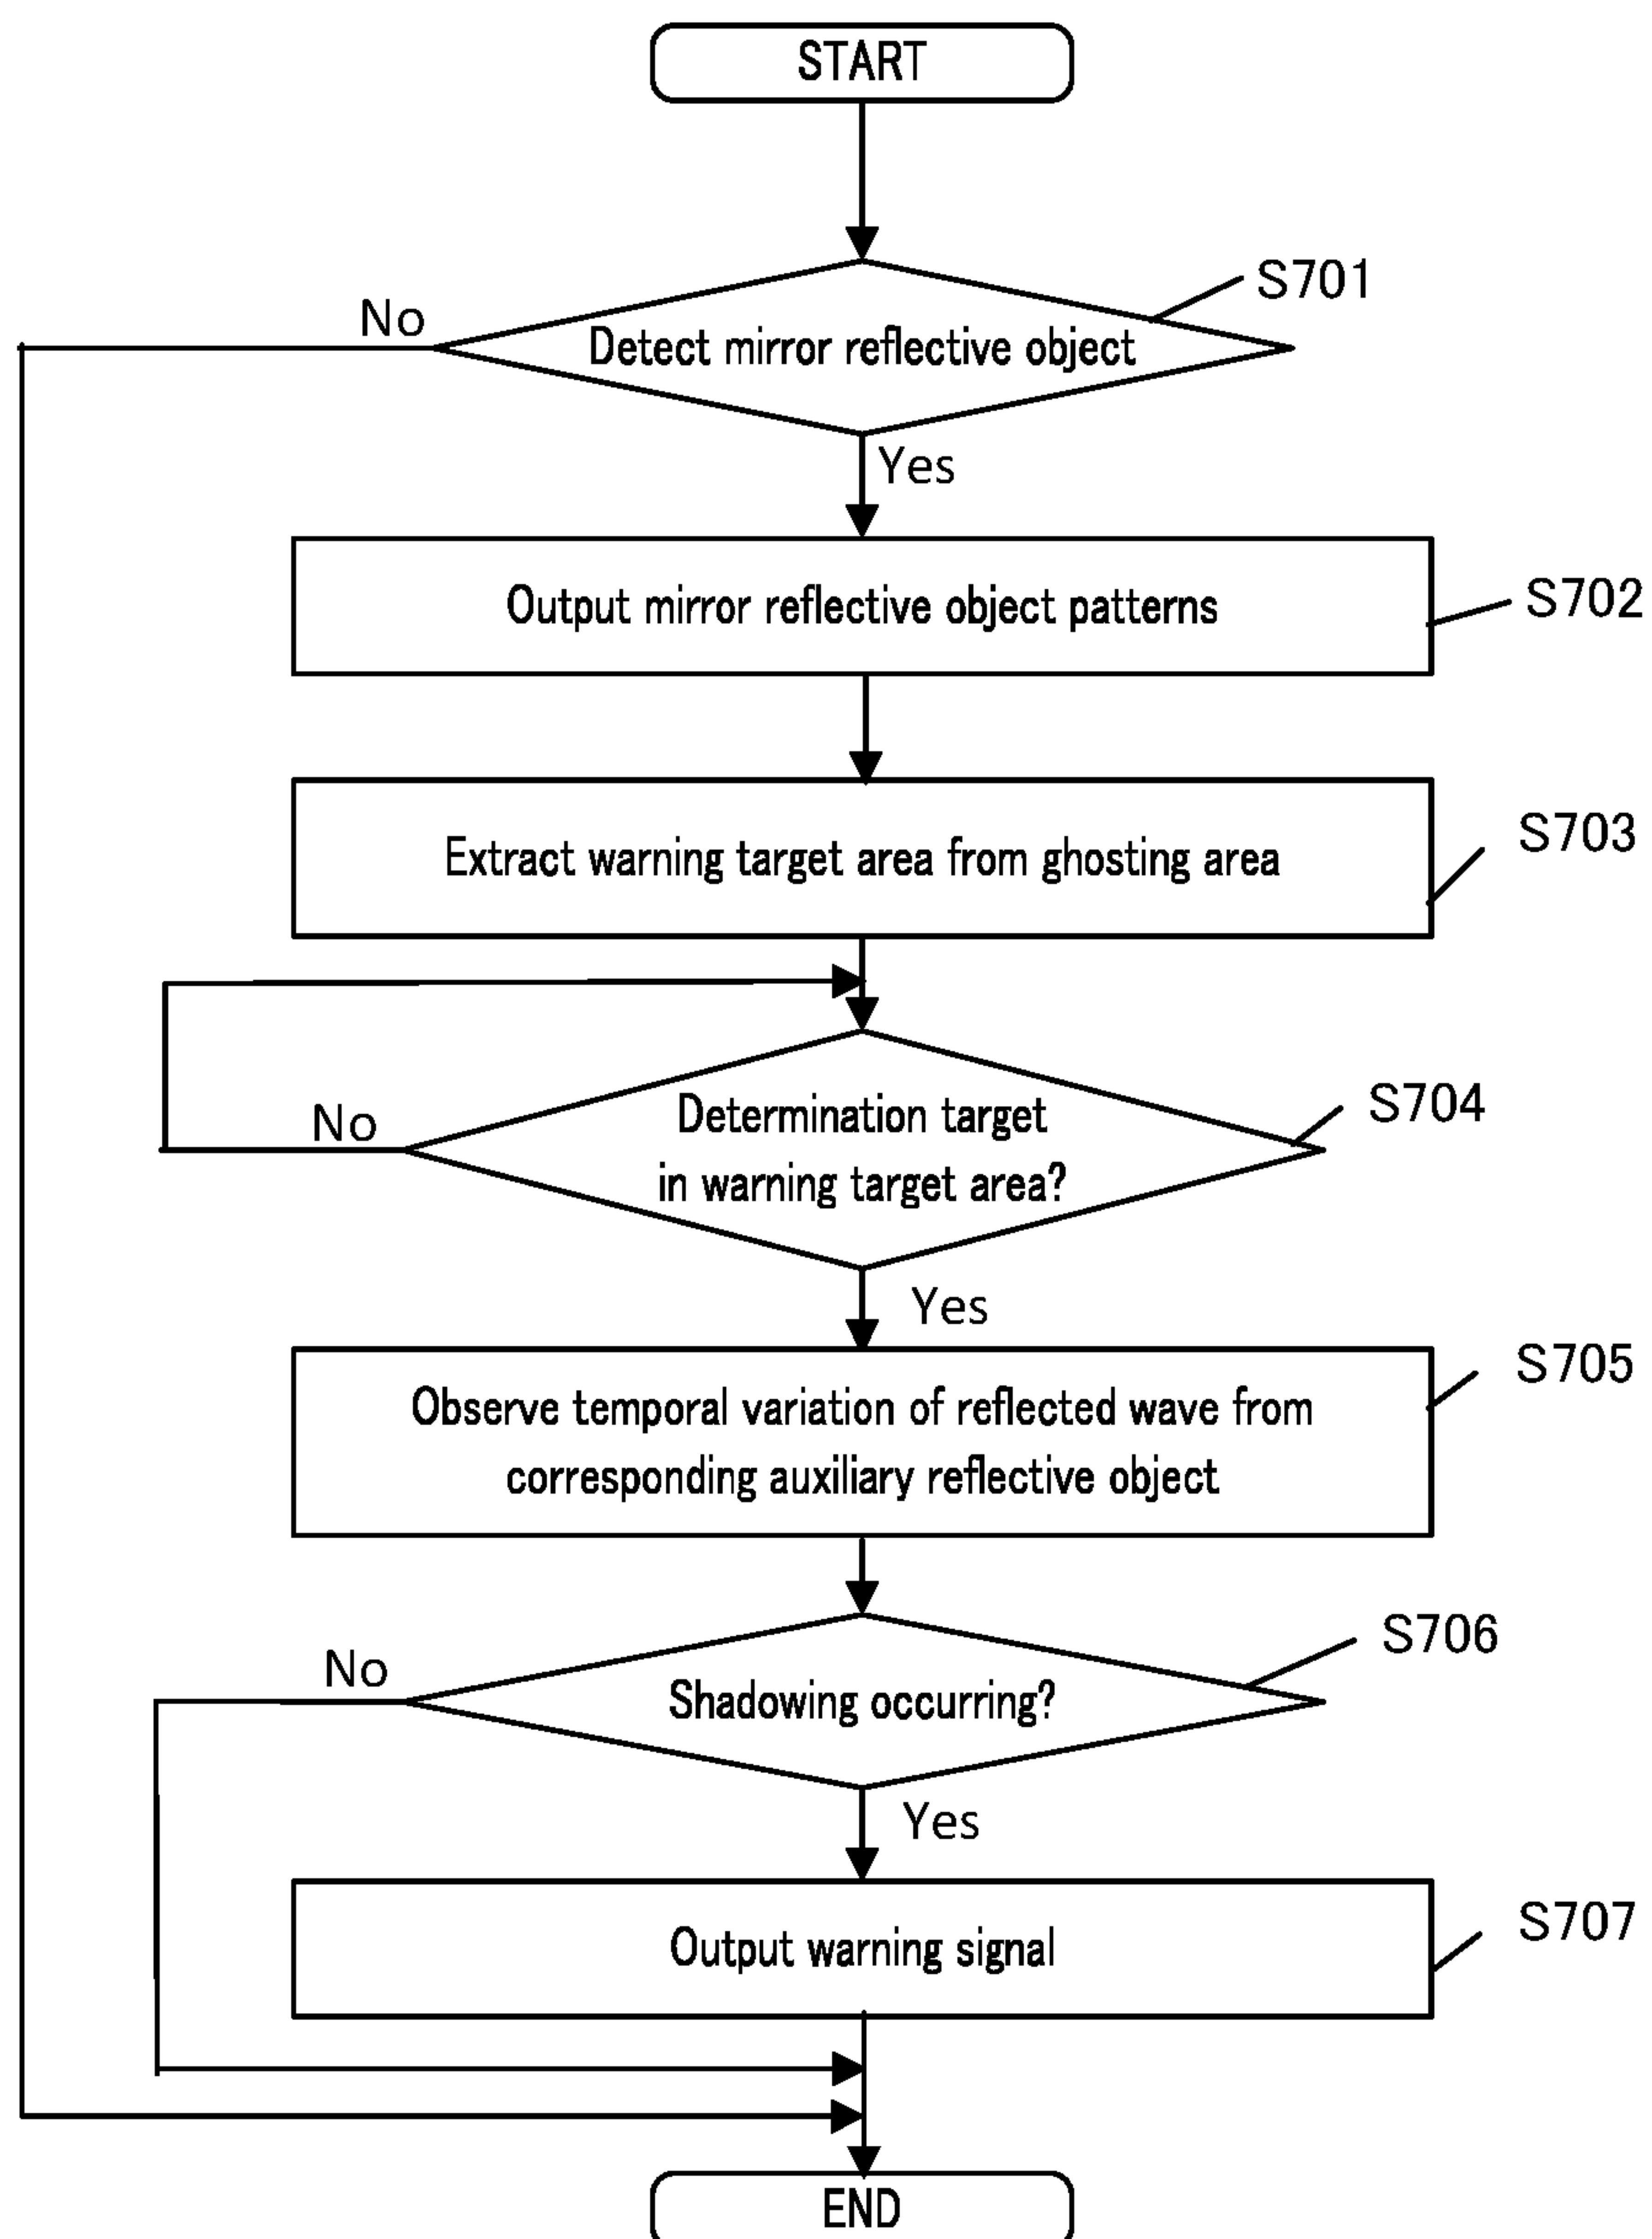 START
S701
No
Detect mirror reflective object
Yes
Output mirror reflective object patterns
S702
Extract warning target area from ghosting area
S703
Determination target
in warning target area?
S704
No
Yes
Observe temporal variation of reflected wave from
corresponding auxiliary reflective object
S705
S706
No
Shadowing occurring?
Yes
Output warning signal
S707
END